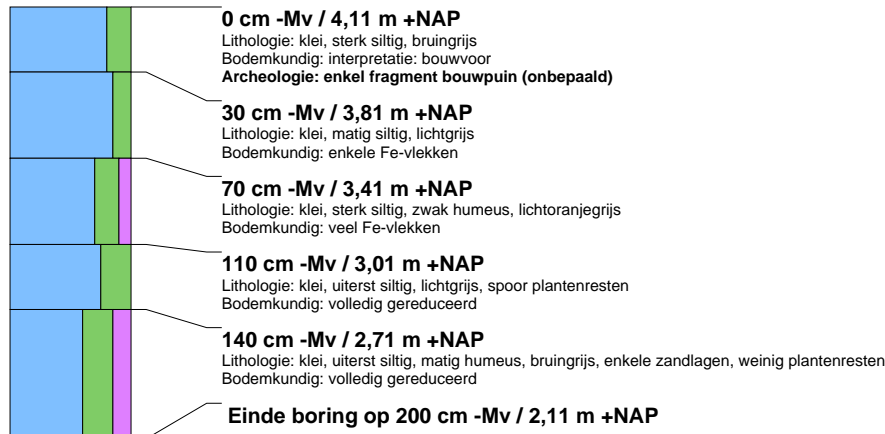 0 cm -Mv / 4,11 m +NAP
Lithologie: klei, sterk siltig, bruingrijs
Bodemkundig: interpretatie: bouwvoor
Archeologie: enkel fragment bouwpuin (onbepaald)
30 cm -Mv / 3,81 m +NAP
Lithologie: klei, matig siltig, lichtgrijs
Bodemkundig: enkele Fe-vlekken
70 cm -Mv / 3,41 m +NAP
Lithologie: klei, sterk siltig, zwak humeus, lichtoranjegrijs
Bodemkundig: veel Fe-vlekken
110 cm -Mv / 3,01 m +NAP
Lithologie: klei, uiterst siltig, lichtgrijs, spoor plantenresten
Bodemkundig: volledig gereduceerd
140 cm -Mv / 2,71 m +NAP
Lithologie: klei, uiterst siltig, matig humeus, bruingrijs, enkele zandlagen, weinig plantenresten
Bodemkundig: volledig gereduceerd
Einde boring op 200 cm -Mv / 2,11 m +NAP